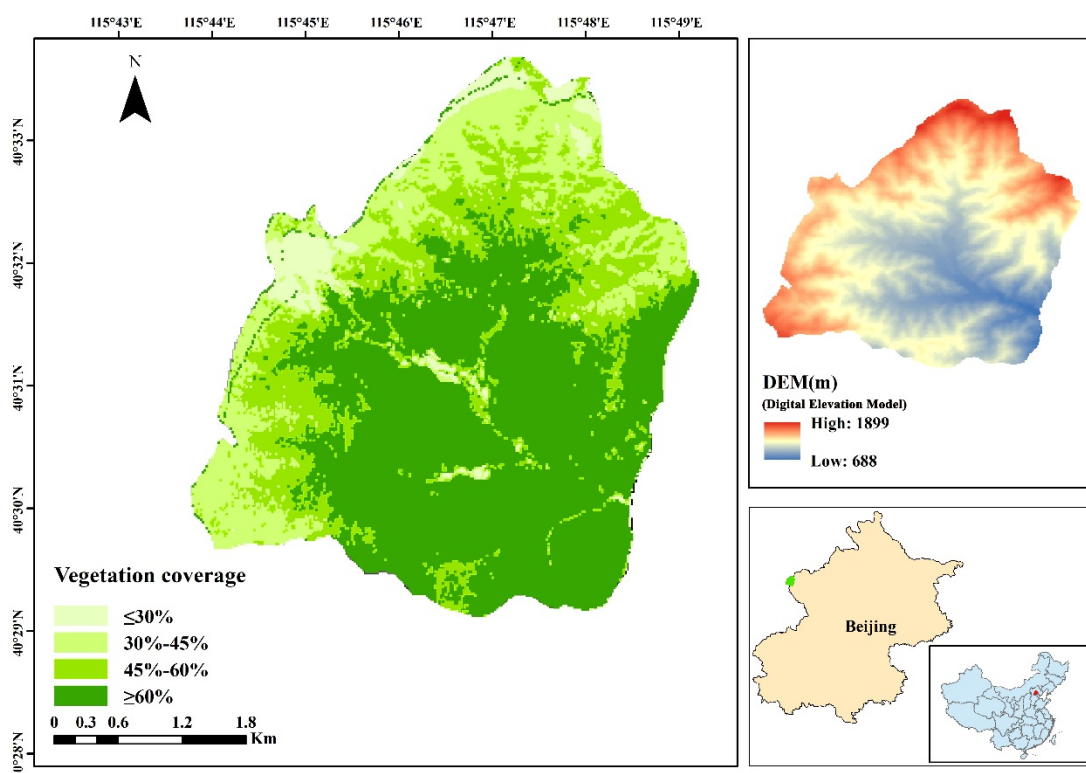 115°43'E 115°44'E 115°45'E 115°46'E 115°47'E 115°48'E 115°49'E
N
40°33'N
40°32'N
40°31'N
40°30'N
40°29'N
0°28'N
Vegetation coverage
≤30%
30%-45%
45%-60%
≥60%
0 0.3 0.6 1.2 1.8
Km
DEM(m)
(Digital Elevation Model)
High: 1899
Low: 688
Beijing